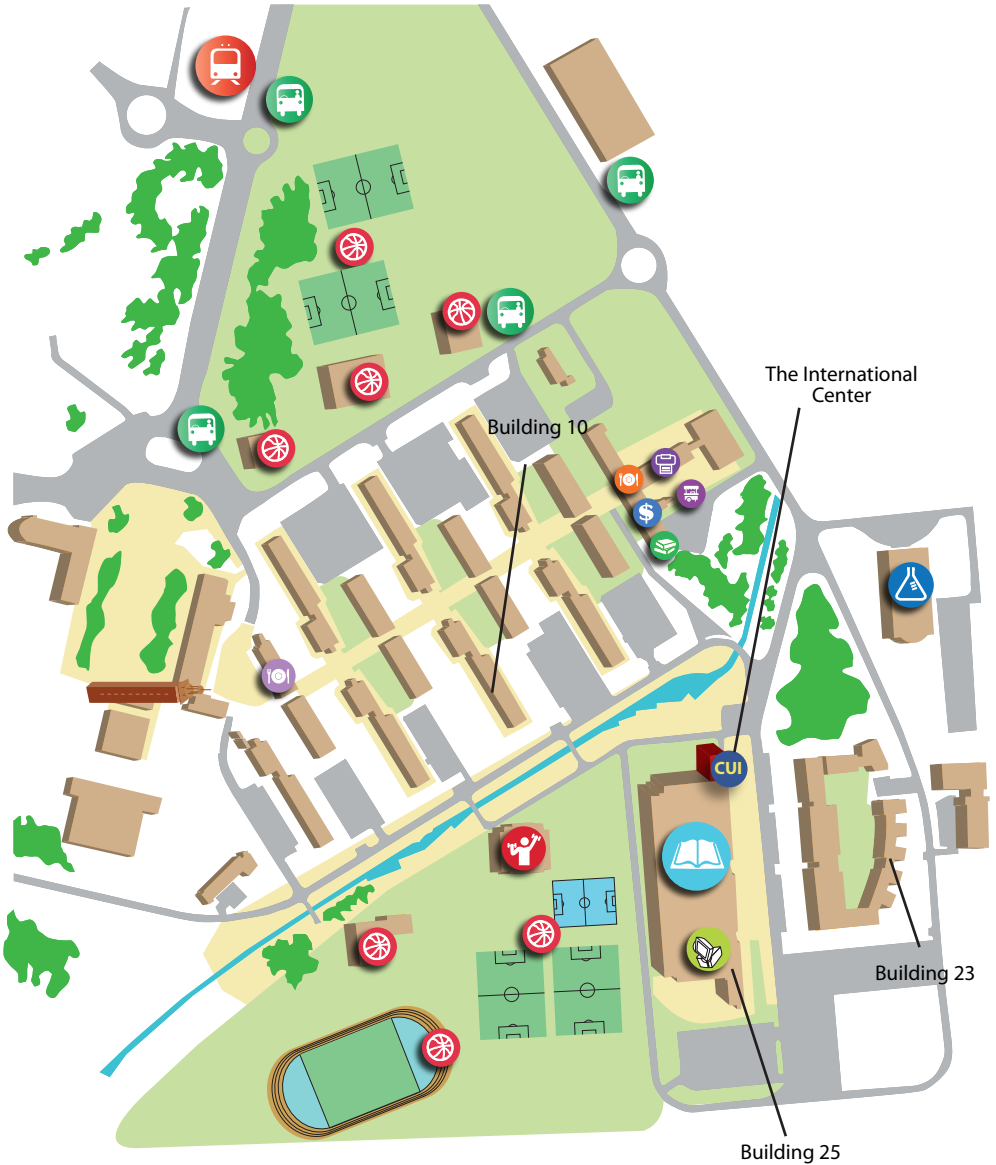 The International
Center
Building 10
$
CUI
Building 23
Building 25